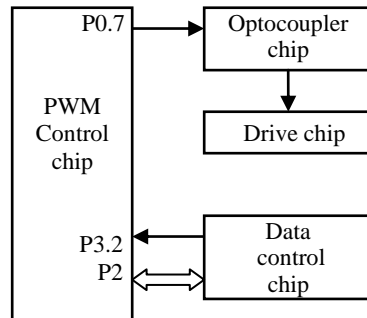 P0.7
Optocoupler
chip
PWM
Control
chip
Drive chip
P3.2
P2
Data
control
chip